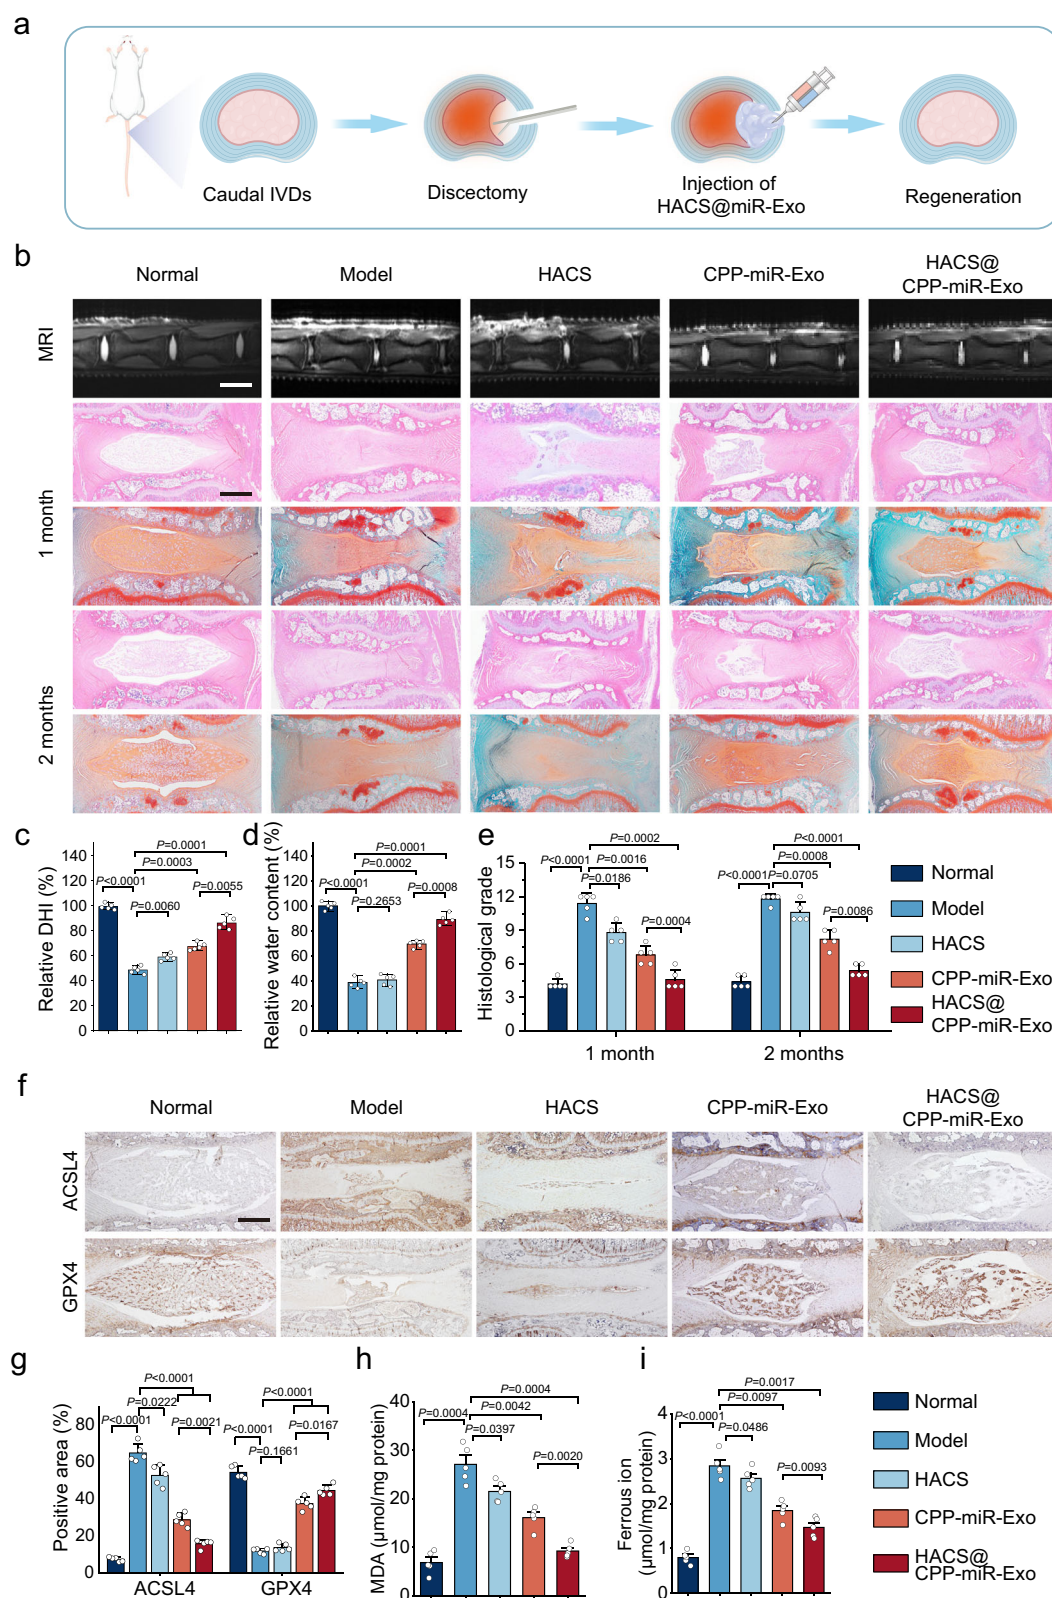 a
Caudal IVDs
Discectomy
Injection of
HACS@miR-Exo
Regeneration
b
Normal
Model
HACS
CPP-miR-Exo
HACS@
CPP-miR-Exo
MRI
1 month
2 months
c
Relative DHI (%)
140
120
100
80
60
40
20
0
P=0.0001
P=0.0003
P<0.0001
P=0.0060
P=0.0055
d
Relative water content (%)
140
120
100
80
60
40
20
0
P=0.0001
P=0.0002
P<0.0001
P=0.2653
P=0.0008
e
Histological grade
15
12
9
6
3
0
P=0.0002
P<0.0001
P=0.0016
P=0.0186
P=0.0004
P<0.0001
P=0.0008
P<0.0001
P=0.0705
P=0.0086
1 month
2 months
Normal
Model
HACS
CPP-miR-Exo
HACS@
CPP-miR-Exo
f
Normal
Model
HACS
CPP-miR-Exo
HACS@
CPP-miR-Exo
ACSL4
GPX4
g
Positive area (%)
80
60
40
20
0
P<0.0001
P=0.0222
P<0.0001
P=0.0021
P<0.0001
P<0.0001
P=0.0167
P=0.1661
ACSL4
GPX4
h
MDA (μmol/mg protein)
40
30
20
10
0
P=0.0004
P=0.0042
P=0.0004
P=0.0397
P=0.0020
i
Ferrous ion
(μmol/mg protein)
4
3
2
1
0
P=0.0017
P=0.0097
P<0.0001
P=0.0486
P=0.0093
Normal
Model
HACS
CPP-miR-Exo
HACS@
CPP-miR-Exo